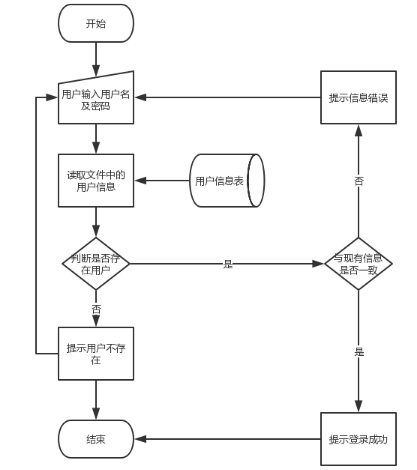 开始
用户输入用户名
及密码
提示信息错误
读取文件中的
用户信息
用户信息表
否
判断是否存
在用户
是
与现有信息
是否一致
否
提示用户不存
在
是
结束
提示登录成功